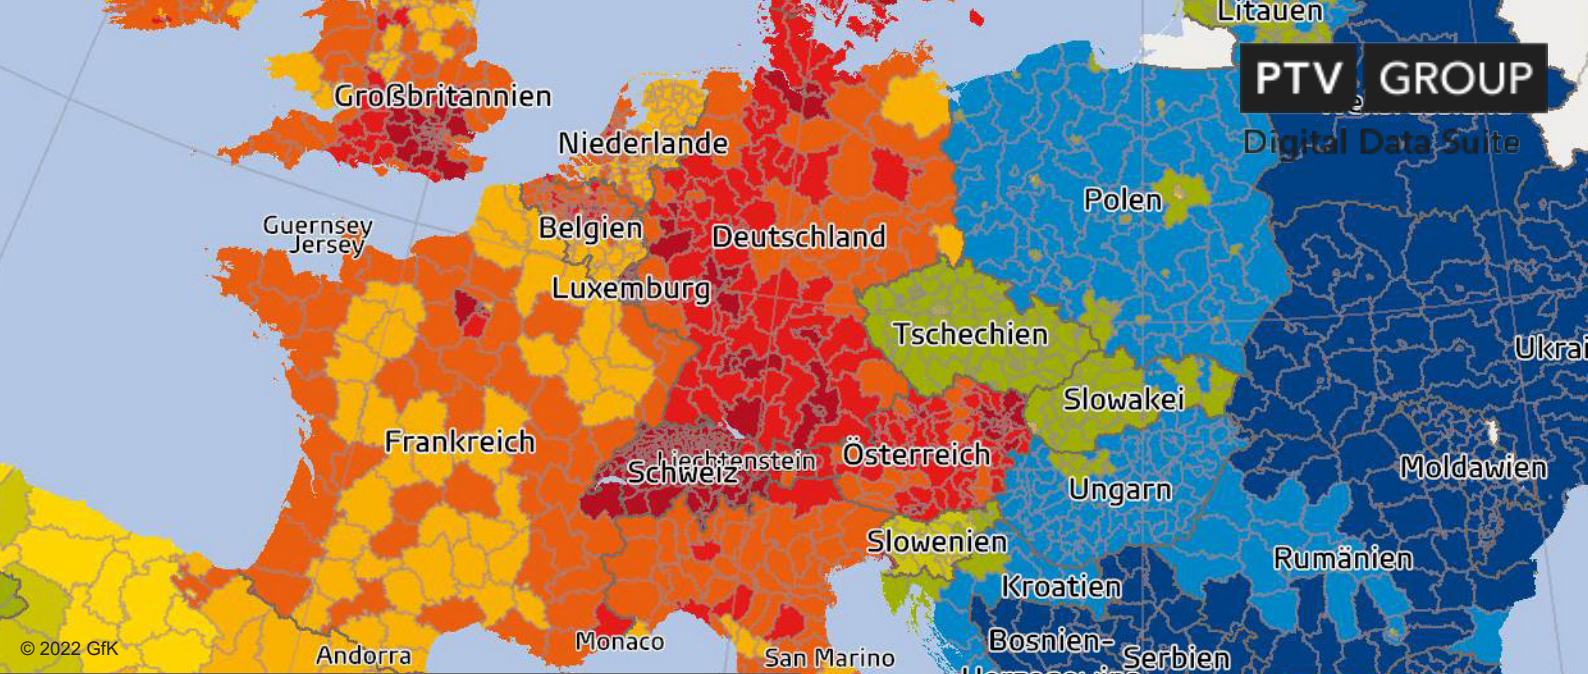 Litauen
PTV GROUP
Digital Data Suite
Großbritannien
Niederlande
Polen
Guernsey
Jersey
Belgien
Deutschland
Luxemburg
Tschechien
Ukrai
Slowakei
Frankreich
Österreich
Liechtenstein
Schweiz
Moldawien
Ungarn
Slowenien
Rumänien
Kroatien
Monaco
Bosnien-
Serbien
© 2022 GfK
Andorra
San Marino